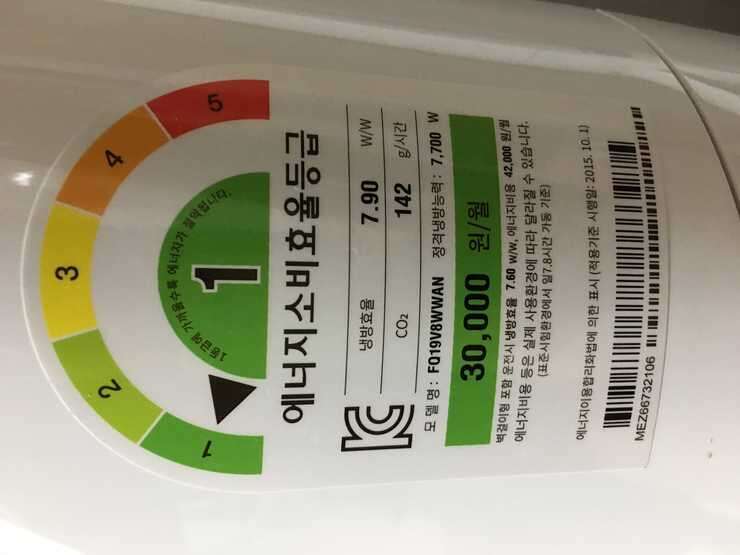 1 2 3 4 5
1등급에 가까울수록 에너지가 절약됩니다.
1
에너지소비효율등급
냉방효율 7.90 W/W
CO₂ 142 g/시간
모델명 : FQ19V8WWAN 정격냉방능력 : 7,700 W
30,000 원/월
벽걸이형 포함 운전시 냉방효율 7.60 W/W, 에너지비용 42,000 원/월
에너지비용 등은 실제 사용환경에 따라 달라질 수 있습니다.
(표준시험환경에서 일7.8시간 가동 기준)
에너지이용합리화법에 의한 표시 (적용기준 시행일: 2015. 10. 1)
MEZ66732106